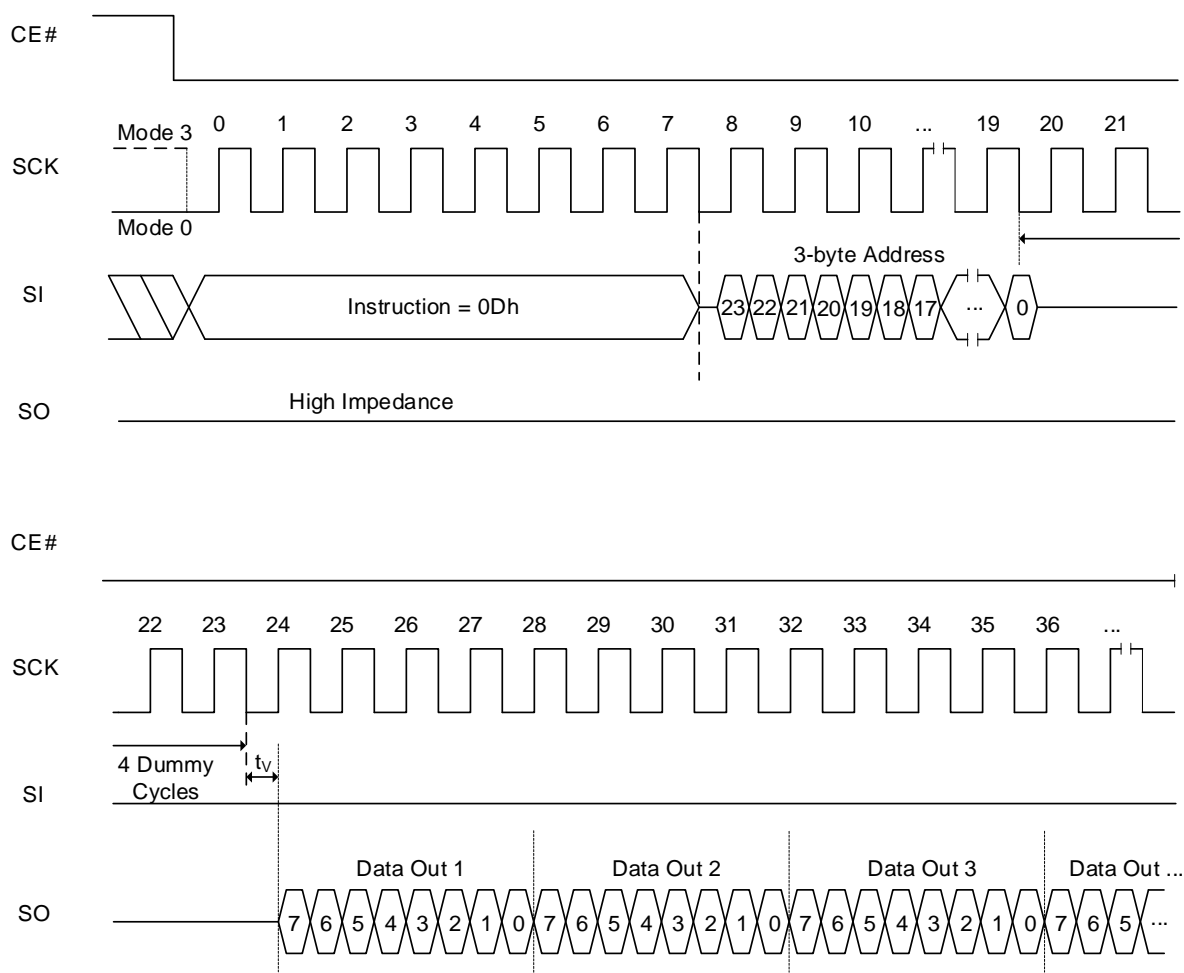 CE#
0 1 2 3 4 5 6 7 8 9 10 ... 19 20 21
Mode 3
SCK
Mode 0
3-byte Address
SI
Instruction = 0Dh
23 22 21 20 19 18 17 ... 0
High Impedance
SO
CE#
22 23 24 25 26 27 28 29 30 31 32 33 34 35 36 ...
SCK
4 Dummy
Cycles
tV
SI
Data Out 1 Data Out 2 Data Out 3 Data Out ...
SO
7 6 5 4 3 2 1 0 7 6 5 4 3 2 1 0 7 6 5 4 3 2 1 0 7 6 5 ...